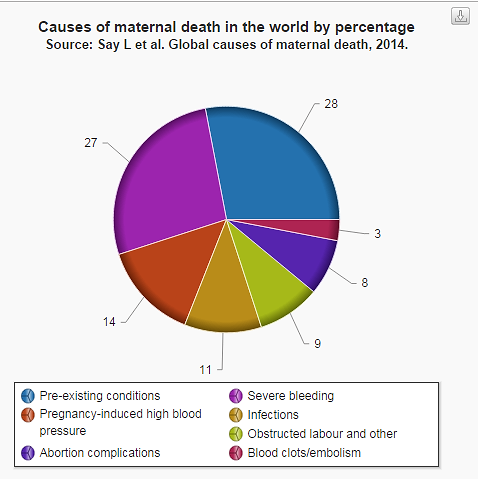 Causes of maternal death in the world by percentage
Source: Say L et al. Global causes of maternal death, 2014.
28
27
3
8
14
9
11
Pre-existing conditions
Severe bleeding
Pregnancy-induced high blood
pressure
Infections
Obstructed labour and other
Abortion complications
Blood clots/embolism